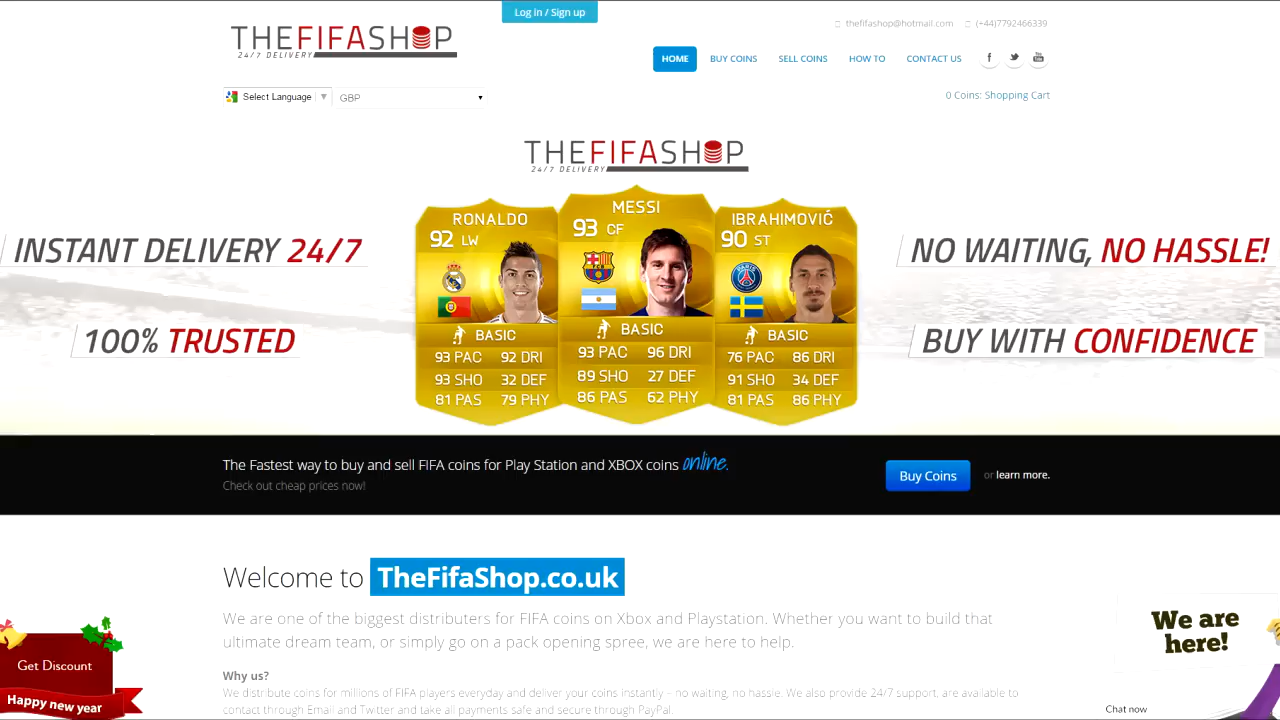 Log in / Sign up
THEFIFASHOP
24/7 DELIVERY
thefifashop@hotmail.com (+44)7792466339
HOME BUY COINS SELL COINS HOW TO CONTACT US
Select Language GBP
0 Coins: Shopping Cart
THEFIFASHOP
24/7 DELIVERY
INSTANT DELIVERY 24/7
100% TRUSTED
RONALDO
92 LW
BASIC
93 PAC 92 DRI
93 SHO 32 DEF
81 PAS 79 PHY
MESSI
93 CF
BASIC
93 PAC 96 DRI
89 SHO 27 DEF
86 PAS 62 PHY
IBRAHIMOVIĆ
90 ST
BASIC
76 PAC 86 DRI
91 SHO 34 DEF
81 PAS 86 PHY
NO WAITING, NO HASSLE!
BUY WITH CONFIDENCE
The Fastest way to buy and sell FIFA coins for Play Station and XBOX coins online.
Check out cheap prices now!
Buy Coins or learn more.
Welcome to TheFifaShop.co.uk
We are one of the biggest distributers for FIFA coins on Xbox and Playstation. Whether you want to build that
ultimate dream team, or simply go on a pack opening spree, we are here to help.
Why us?
We distribute coins for millions of FIFA players everyday and deliver your coins instantly – no waiting, no hassle. We also provide 24/7 support, are available to
contact through Email and Twitter and take all payments safe and secure through PayPal.
Get Discount
Happy new year
We are
here!
Chat now